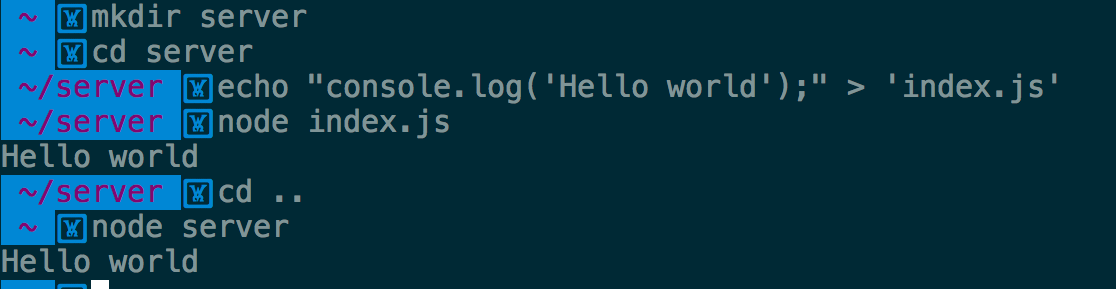 ~ mkdir server
~ cd server
~/server echo "console.log('Hello world');" > 'index.js'
~/server node index.js
Hello world
~/server cd ..
~ node server
Hello world